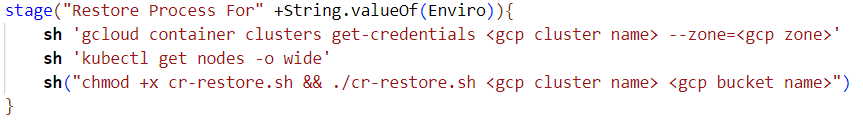 stage("Restore Process For" +String.valueOf(Enviro)){
    sh 'gcloud container clusters get-credentials <gcp cluster name> --zone=<gcp zone>'
    sh 'kubectl get nodes -o wide'
    sh("chmod +x cr-restore.sh && ./cr-restore.sh <gcp cluster name> <gcp bucket name>")
}